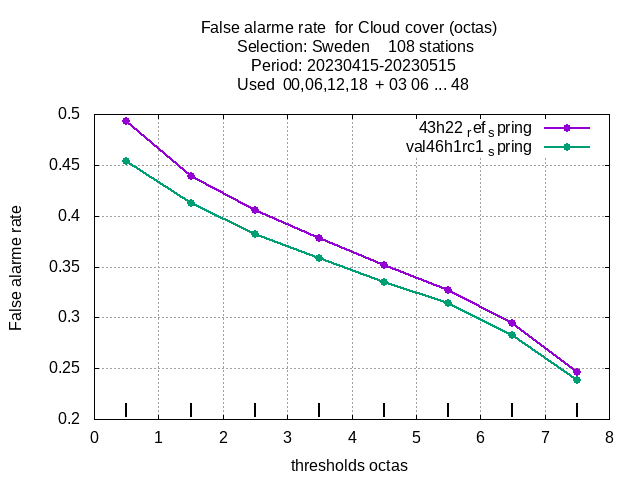 False alarme rate  for Cloud cover (octas)
Selection: Sweden    108 stations
Period: 20230415-20230515
Used  00,06,12,18  + 03 06 ... 48
43h22 ref spring
val46h1rc1 spring
0.5
0.45
0.4
0.35
0.3
0.25
0.2
False alarme rate
0 1 2 3 4 5 6 7 8
thresholds octas